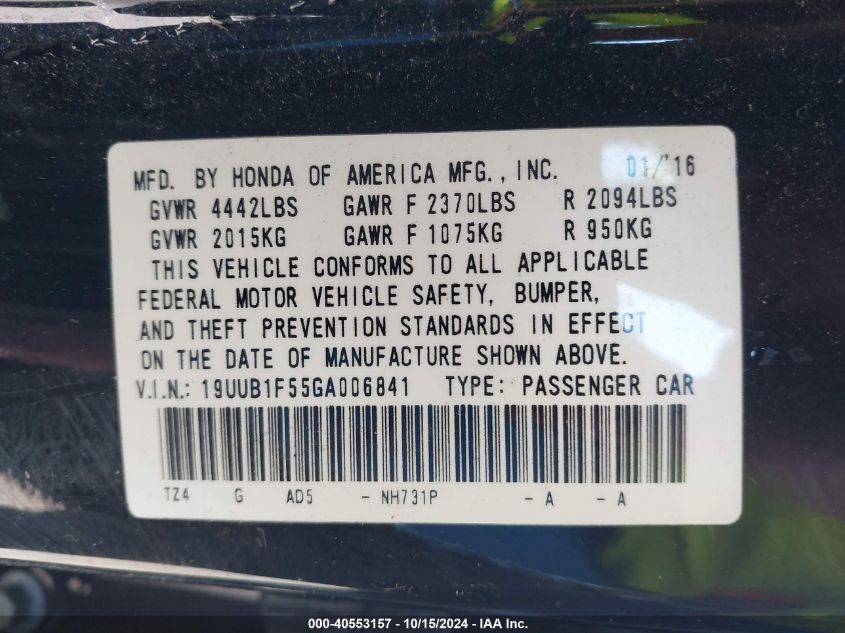 MFD. BY HONDA OF AMERICA MFG., INC. 01/'16
GVWR 4442LBS GAWR F 2370LBS R 2094LBS
GVWR 2015KG GAWR F 1075KG R 950KG
THIS VEHICLE CONFORMS TO ALL APPLICABLE
FEDERAL MOTOR VEHICLE SAFETY, BUMPER,
AND THEFT PREVENTION STANDARDS IN EFFECT
ON THE DATE OF MANUFACTURE SHOWN ABOVE.
V.I.N.: 19UUB1F55GA006841 TYPE: PASSENGER CAR
TZ4 G AD5 - NH731P - A - A
000-40553157 - 10/15/2024 - IAA Inc.